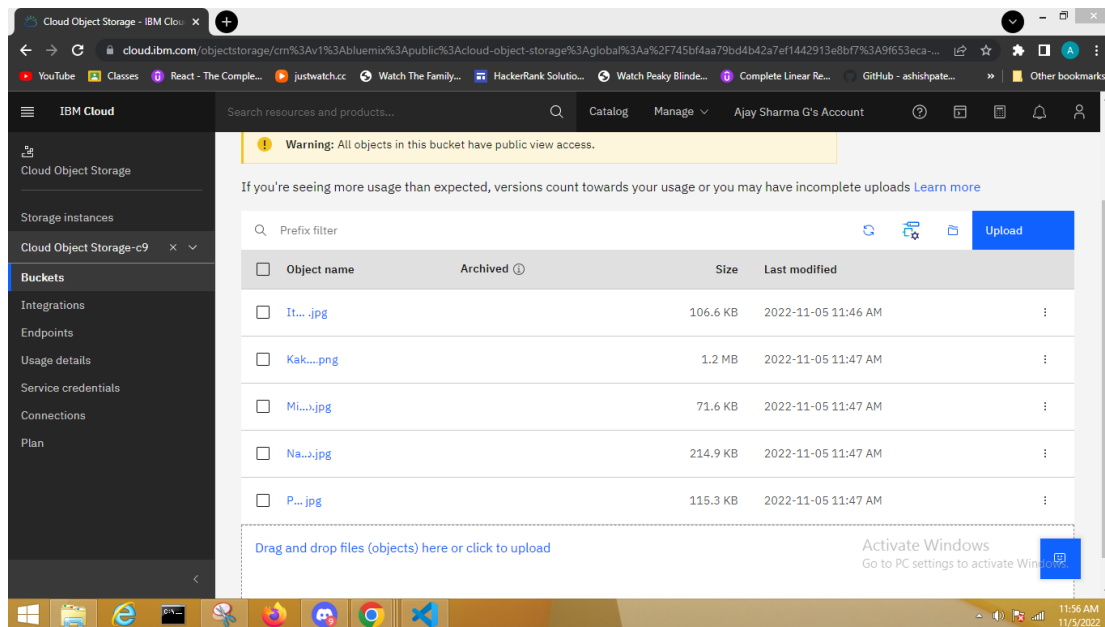 Cloud Object Storage - IBM Clou
cloud.ibm.com/objectstorage/crn%3Av1%3Abluemix%3Apublic%3Acloud-object-storage%3Aglobal%3Aa%2F745bf4aa79bd4b42a7ef1442913e8bf7%3A9f653eca-...
A
YouTube Classes React - The Comple... justwatch.cc Watch The Family... HackerRank Solutio... Watch Peaky Blinde... Complete Linear Re... GitHub - ashishpate... » Other bookmarks
IBM Cloud Search resources and products... Catalog Manage Ajay Sharma G's Account
Cloud Object Storage
Storage instances
Cloud Object Storage-c9
Buckets
Integrations
Endpoints
Usage details
Service credentials
Connections
Plan
Warning: All objects in this bucket have public view access.
If you're seeing more usage than expected, versions count towards your usage or you may have incomplete uploads Learn more
Prefix filter Upload
Object name Archived Size Last modified
It... .jpg 106.6 KB 2022-11-05 11:46 AM
Kak....png 1.2 MB 2022-11-05 11:47 AM
Mi...).jpg 71.6 KB 2022-11-05 11:47 AM
Na...).jpg 214.9 KB 2022-11-05 11:47 AM
P... jpg 115.3 KB 2022-11-05 11:47 AM
Drag and drop files (objects) here or click to upload
Activate Windows
Go to PC settings to activate Windows.
11:56 AM
11/5/2022